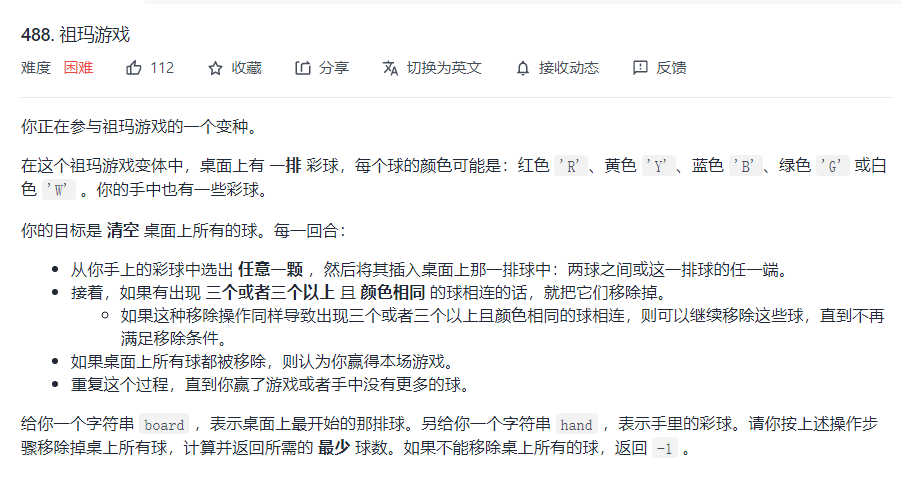 488. 祖玛游戏
难度 困难 112 收藏 分享 切换为英文 接收动态 反馈
你正在参与祖玛游戏的一个变种。
在这个祖玛游戏变体中，桌面上有 一排 彩球，每个球的颜色可能是：红色 'R'、黄色 'Y'、蓝色 'B'、绿色 'G' 或白
色 'W' 。你的手中也有一些彩球。
你的目标是 清空 桌面上所有的球。每一回合：
• 从你手上的彩球中选出 任意一颗 ，然后将其插入桌面上那一排球中：两球之间或这一排球的任一端。
• 接着，如果有出现 三个或者三个以上 且 颜色相同 的球相连的话，就把它们移除掉。
◦ 如果这种移除操作同样导致出现三个或者三个以上且颜色相同的球相连，则可以继续移除这些球，直到不再
满足移除条件。
• 如果桌面上所有球都被移除，则认为你赢得本场游戏。
• 重复这个过程，直到你赢了游戏或者手中没有更多的球。
给你一个字符串 board ，表示桌面上最开始的那排球。另给你一个字符串 hand ，表示手里的彩球。请你按上述操作步
骤移除掉桌上所有球，计算并返回所需的 最少 球数。如果不能移除桌上所有的球，返回 -1 。